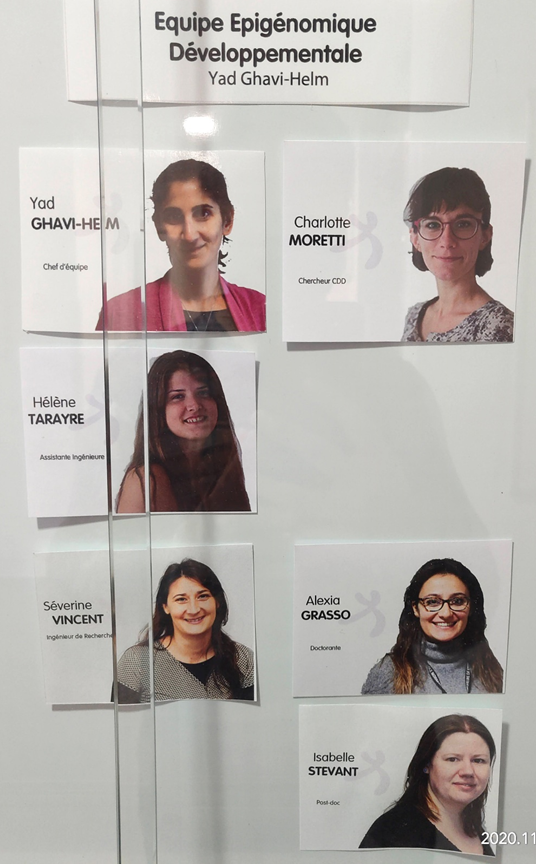 Equipe Epigénomique
Développementale
Yad Ghavi-Helm
Yad
GHAVI-HELM
Chef d'équipe
Charlotte
MORETTI
Chercheur CDD
Hélène
TARAYRE
Assistante Ingénieure
Séverine
VINCENT
Ingénieur de Recherche
Alexia
GRASSO
Doctorante
Isabelle
STEVANT
Post-doc
2020.11